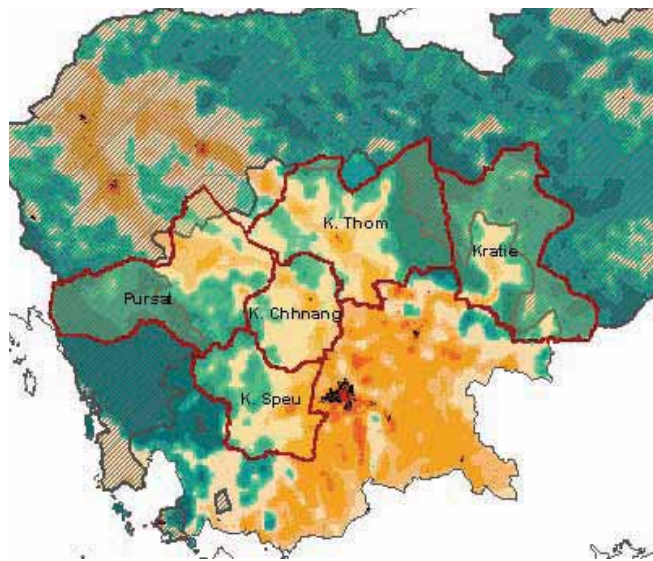 K. Thom
Kratie
Pursat
K. Chhnang
K. Speu